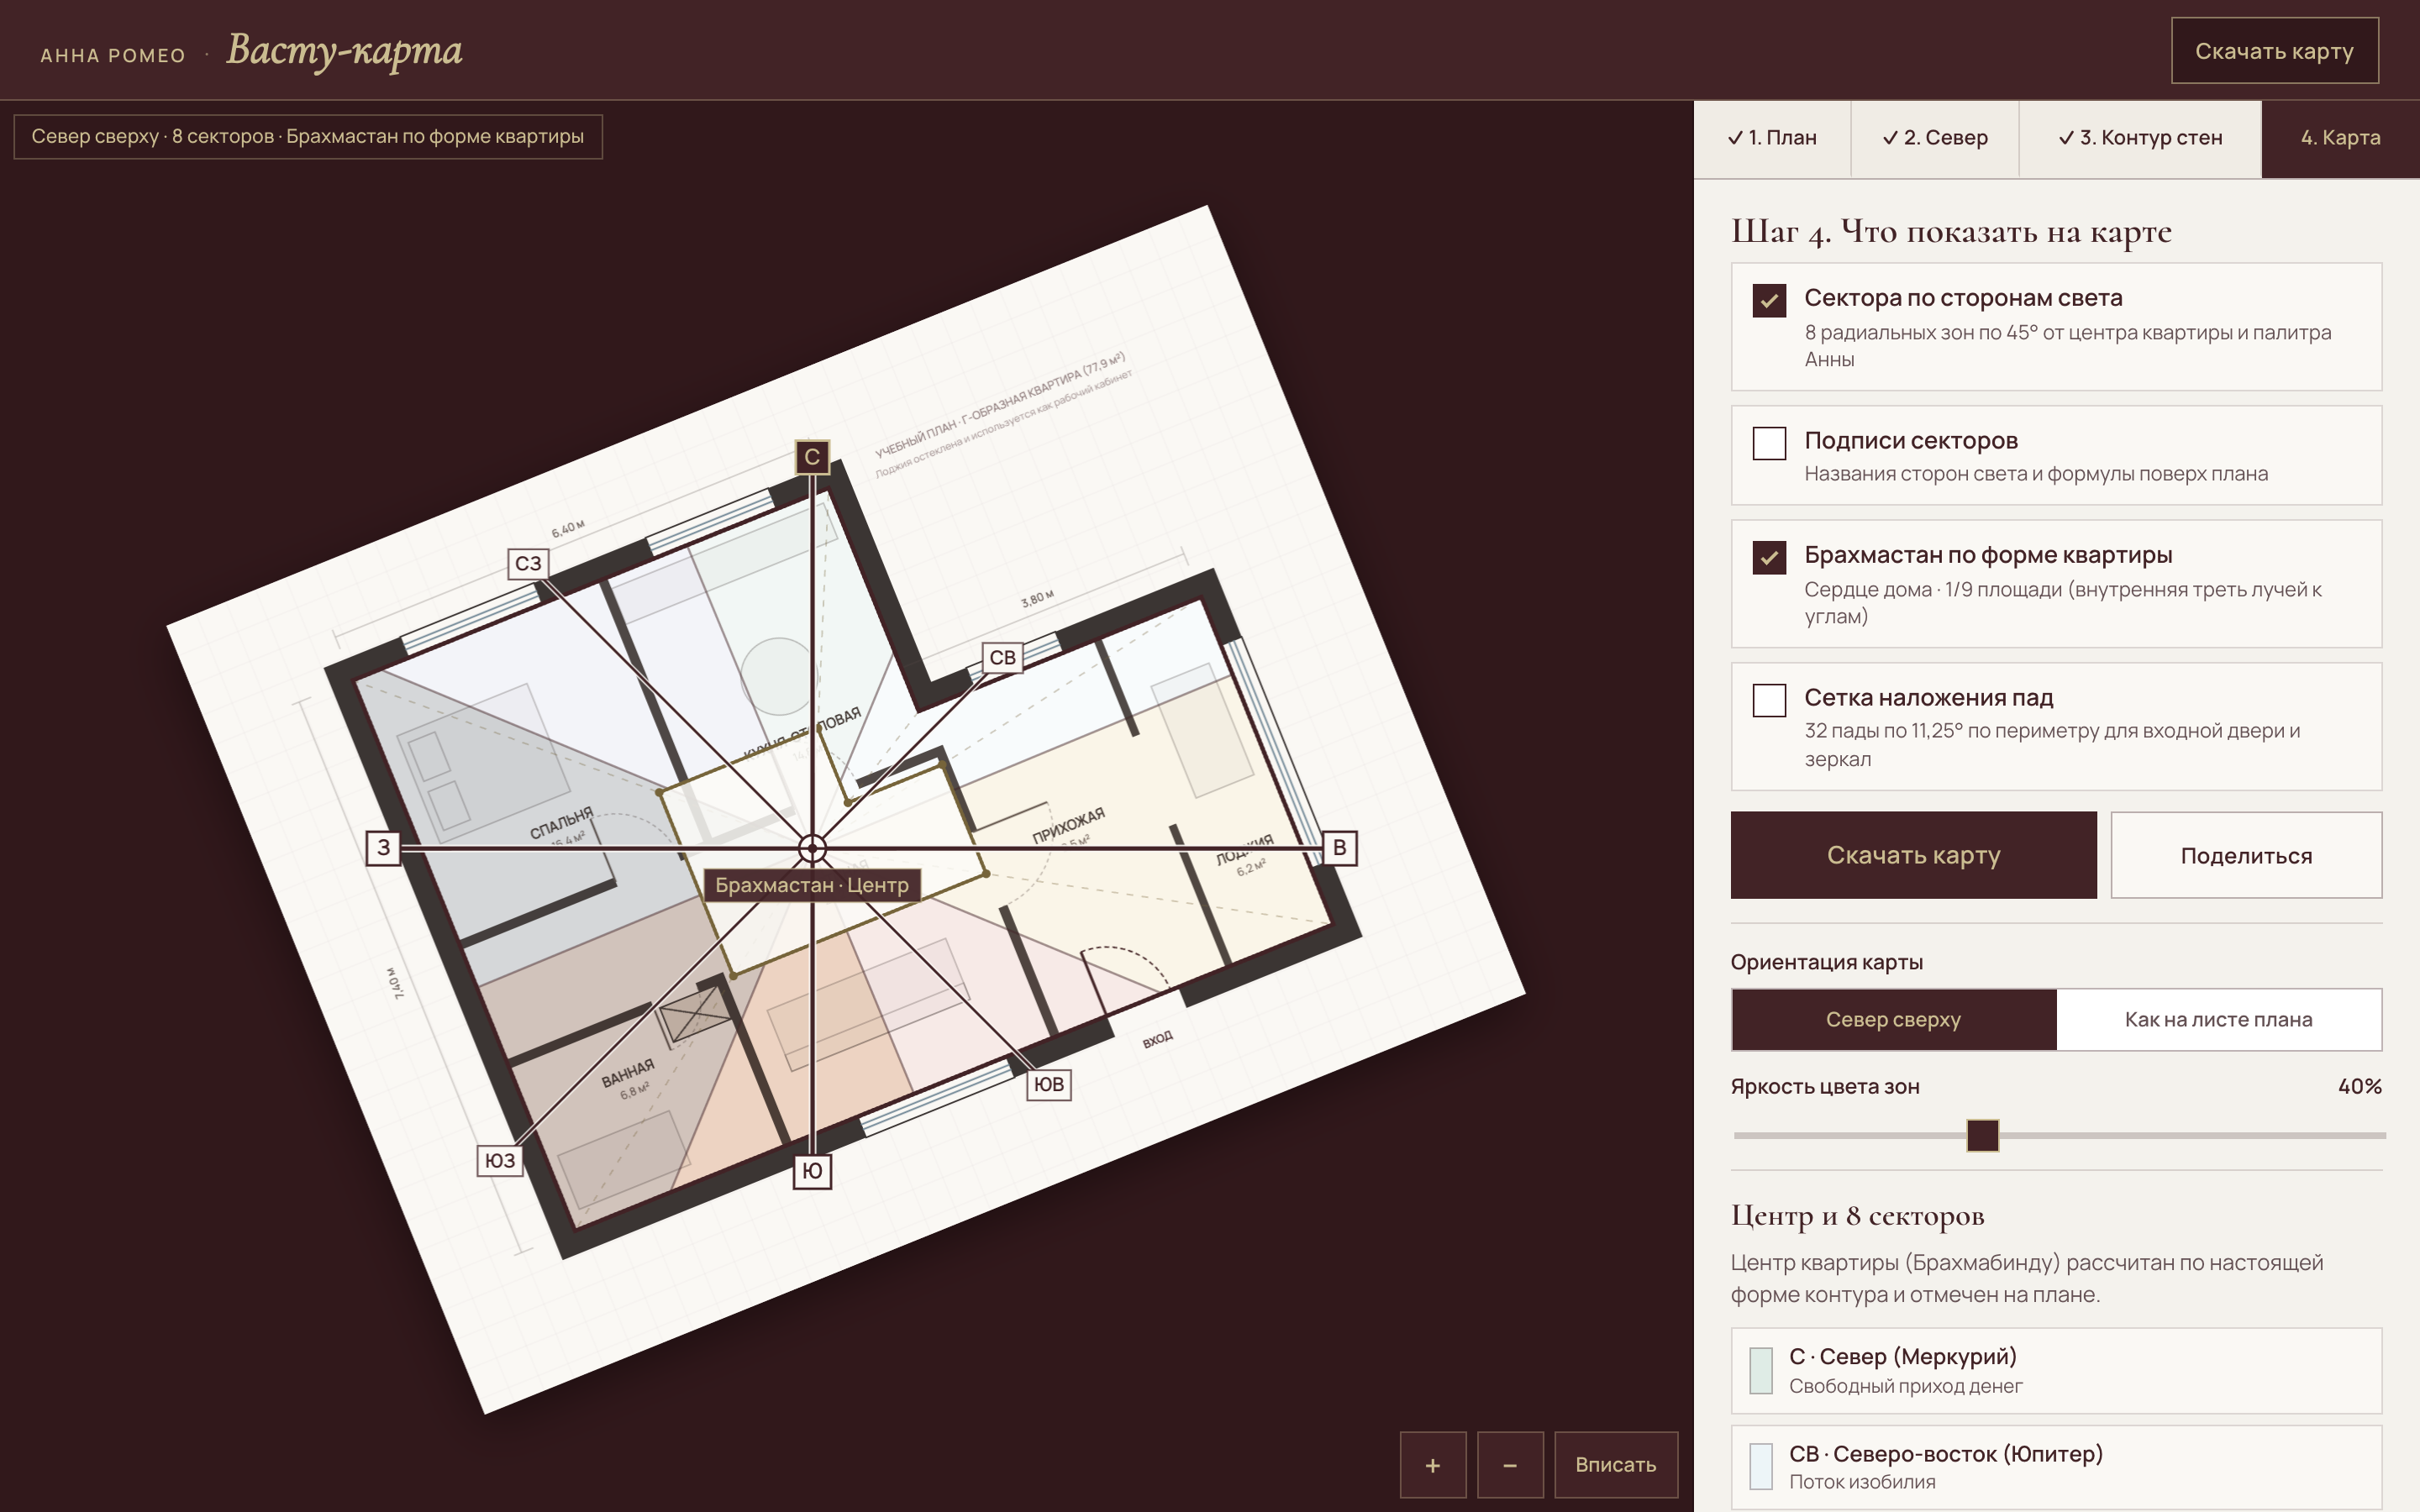 АННА РОМЕО · Васту-карта
Скачать карту
Север сверху · 8 секторов · Брахмастан по форме квартиры
✓ 1. План
✓ 2. Север
✓ 3. Контур стен
4. Карта
УЧЕБНЫЙ ПЛАН · Г-ОБРАЗНАЯ КВАРТИРА (77,9 м²)
Лоджия остеклена и используется как рабочий кабинет
С
6,40 м
СЗ
3,80 м
СВ
СПАЛЬНЯ
ПРИХОЖАЯ
ЛОДЖИЯ
6,2 м²
З
В
Брахмастан · Центр
7,40 м
ВАННАЯ
6,8 м²
ВХОД
ЮВ
ЮЗ
Ю
+
−
Вписать
Шаг 4. Что показать на карте
Сектора по сторонам света
8 радиальных зон по 45° от центра квартиры и палитра
Анны
Подписи секторов
Названия сторон света и формулы поверх плана
Брахмастан по форме квартиры
Сердце дома · 1/9 площади (внутренняя треть лучей к
углам)
Сетка наложения пад
32 пады по 11,25° по периметру для входной двери и
зеркал
Скачать карту
Поделиться
Ориентация карты
Север сверху
Как на листе плана
Яркость цвета зон
40%
Центр и 8 секторов
Центр квартиры (Брахмабинду) рассчитан по настоящей
форме контура и отмечен на плане.
С · Север (Меркурий)
Свободный приход денег
СВ · Северо-восток (Юпитер)
Поток изобилия